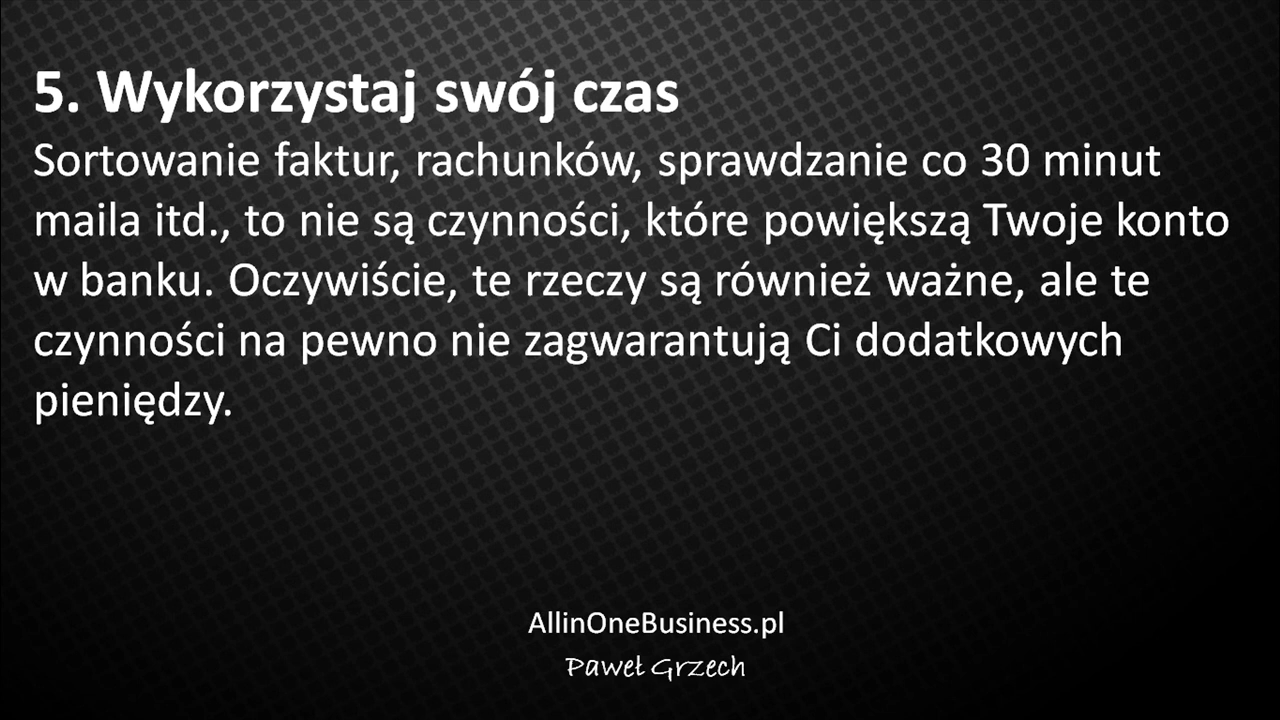 5. Wykorzystaj swój czas
Sortowanie faktur, rachunków, sprawdzanie co 30 minut
maila itd., to nie są czynności, które powiększą Twoje konto
w banku. Oczywiście, te rzeczy są również ważne, ale te
czynności na pewno nie zagwarantują Ci dodatkowych
pieniędzy.
AllinOneBusiness.pl
Paweł Grzech